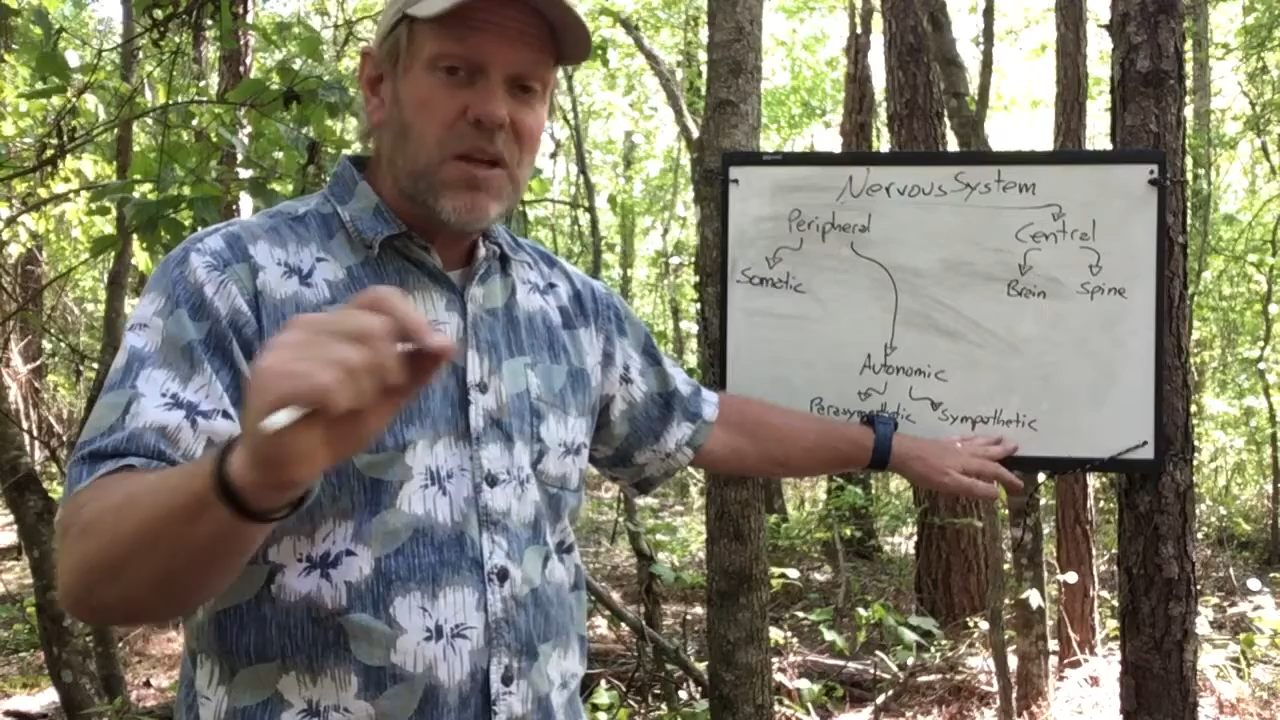 Nervous System
Peripheral Central
Somatic Brain Spine
Autonomic
Parasympathetic Sympathetic